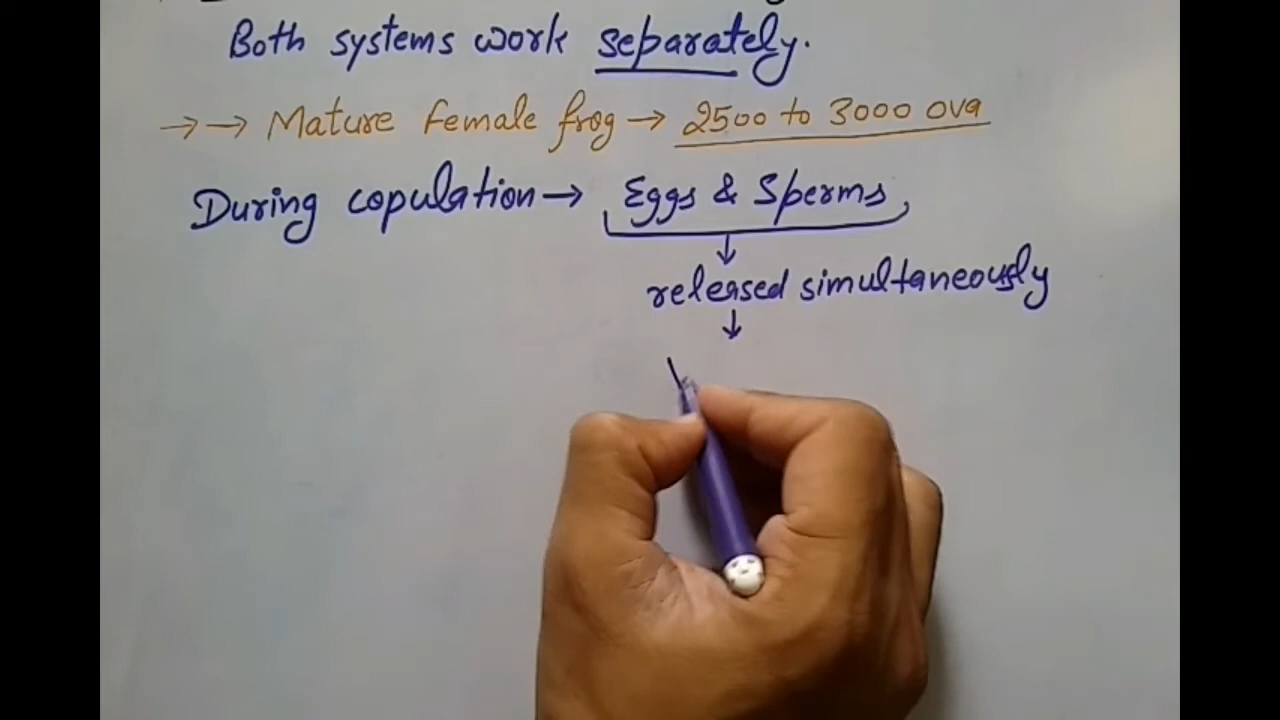 Both systems work separately.
→→ Mature Female frog → 2500 to 3000 ova
During copulation → Eggs & Sperms
↓
released simultaneously
↓